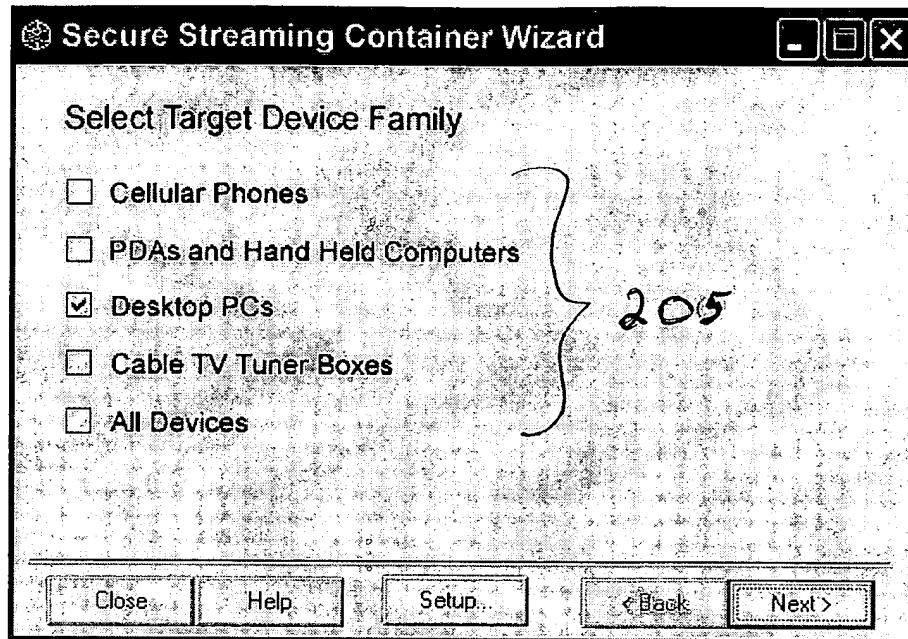 Secure Streaming Container Wizard
Select Target Device Family
Cellular Phones
PDAs and Hand Held Computers
Desktop PCs
Cable TV Tuner Boxes
All Devices
205
Close Help Setup... < Back Next >